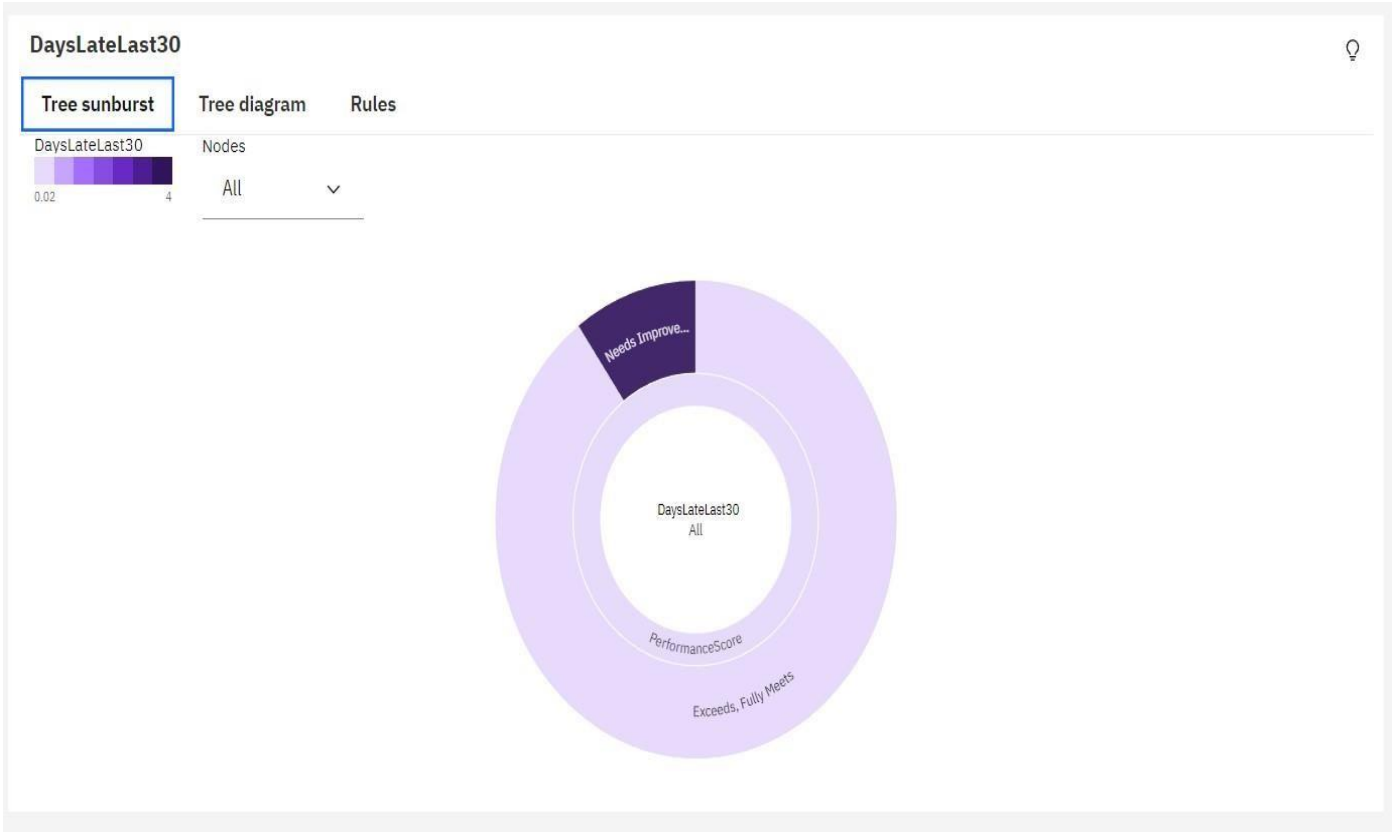 DaysLateLast30
Tree sunburst Tree diagram Rules
DaysLateLast30
0.02 4
Nodes
All
Needs Improve...
DaysLateLast30
All
PerformanceScore
Exceeds, Fully Meets